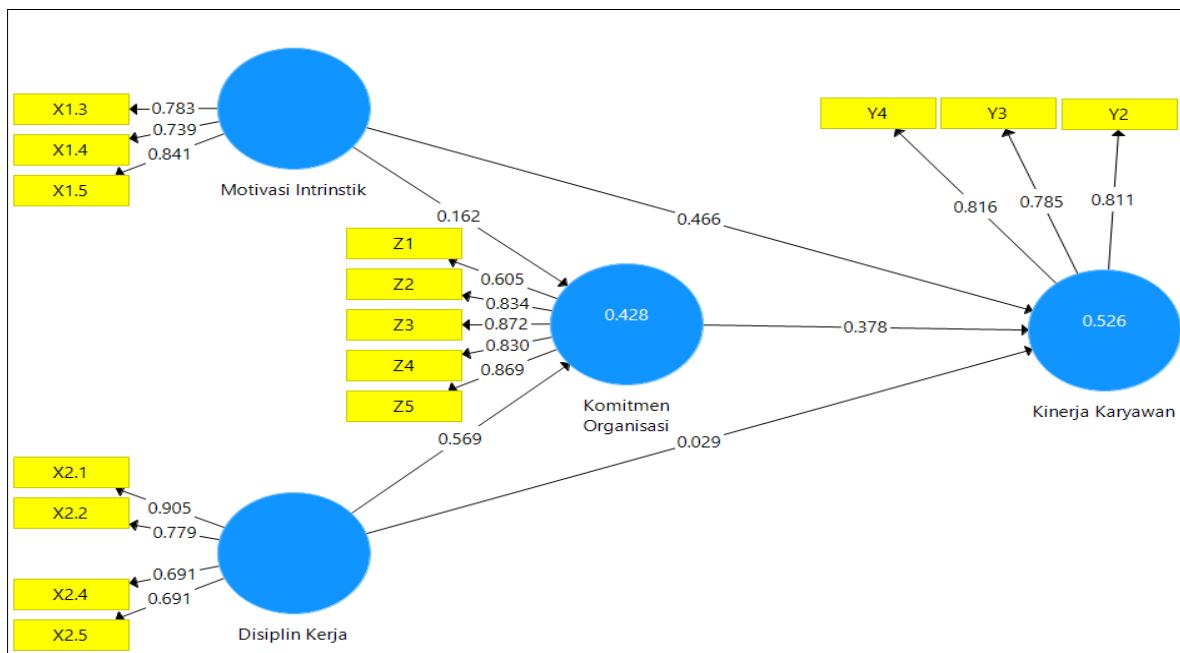 Y4 Y3 Y2
X1.3 0.783
X1.4 0.739
X1.5 0.841
Motivasi Intrinstik
0.816 0.785 0.811
0.162
0.466
Z1 0.605
Z2 0.834
Z3 0.872
Z4 0.830
Z5 0.869
0.428
0.378
0.526
Komitmen
Organisasi
Kinerja Karyawan
0.569
0.029
X2.1 0.905
X2.2 0.779
X2.4 0.691
X2.5 0.691
Disiplin Kerja